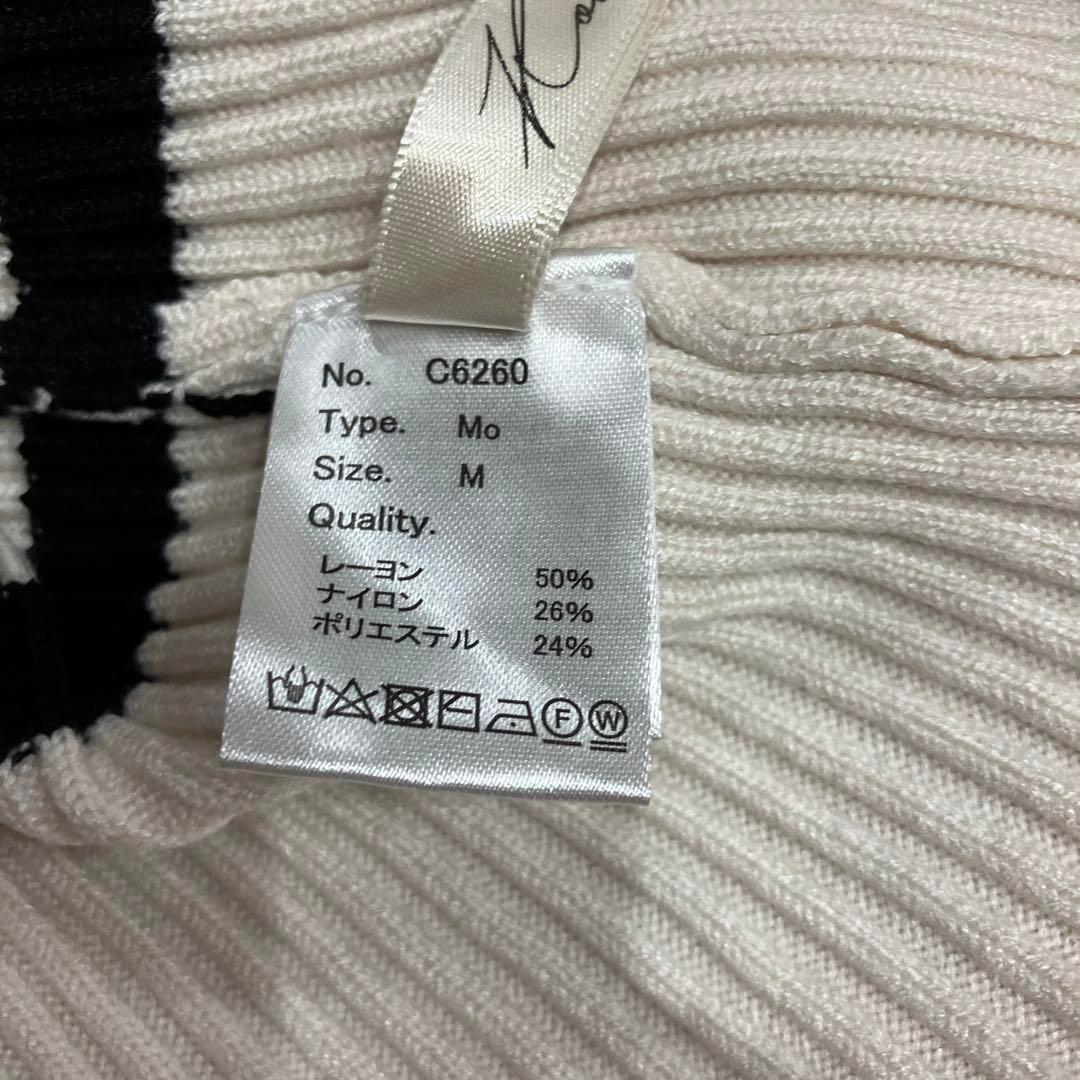 No. C6260
Type. Mo
Size. M
Quality.
レーヨン 50%
ナイロン 26%
ポリエステル 24%
F W